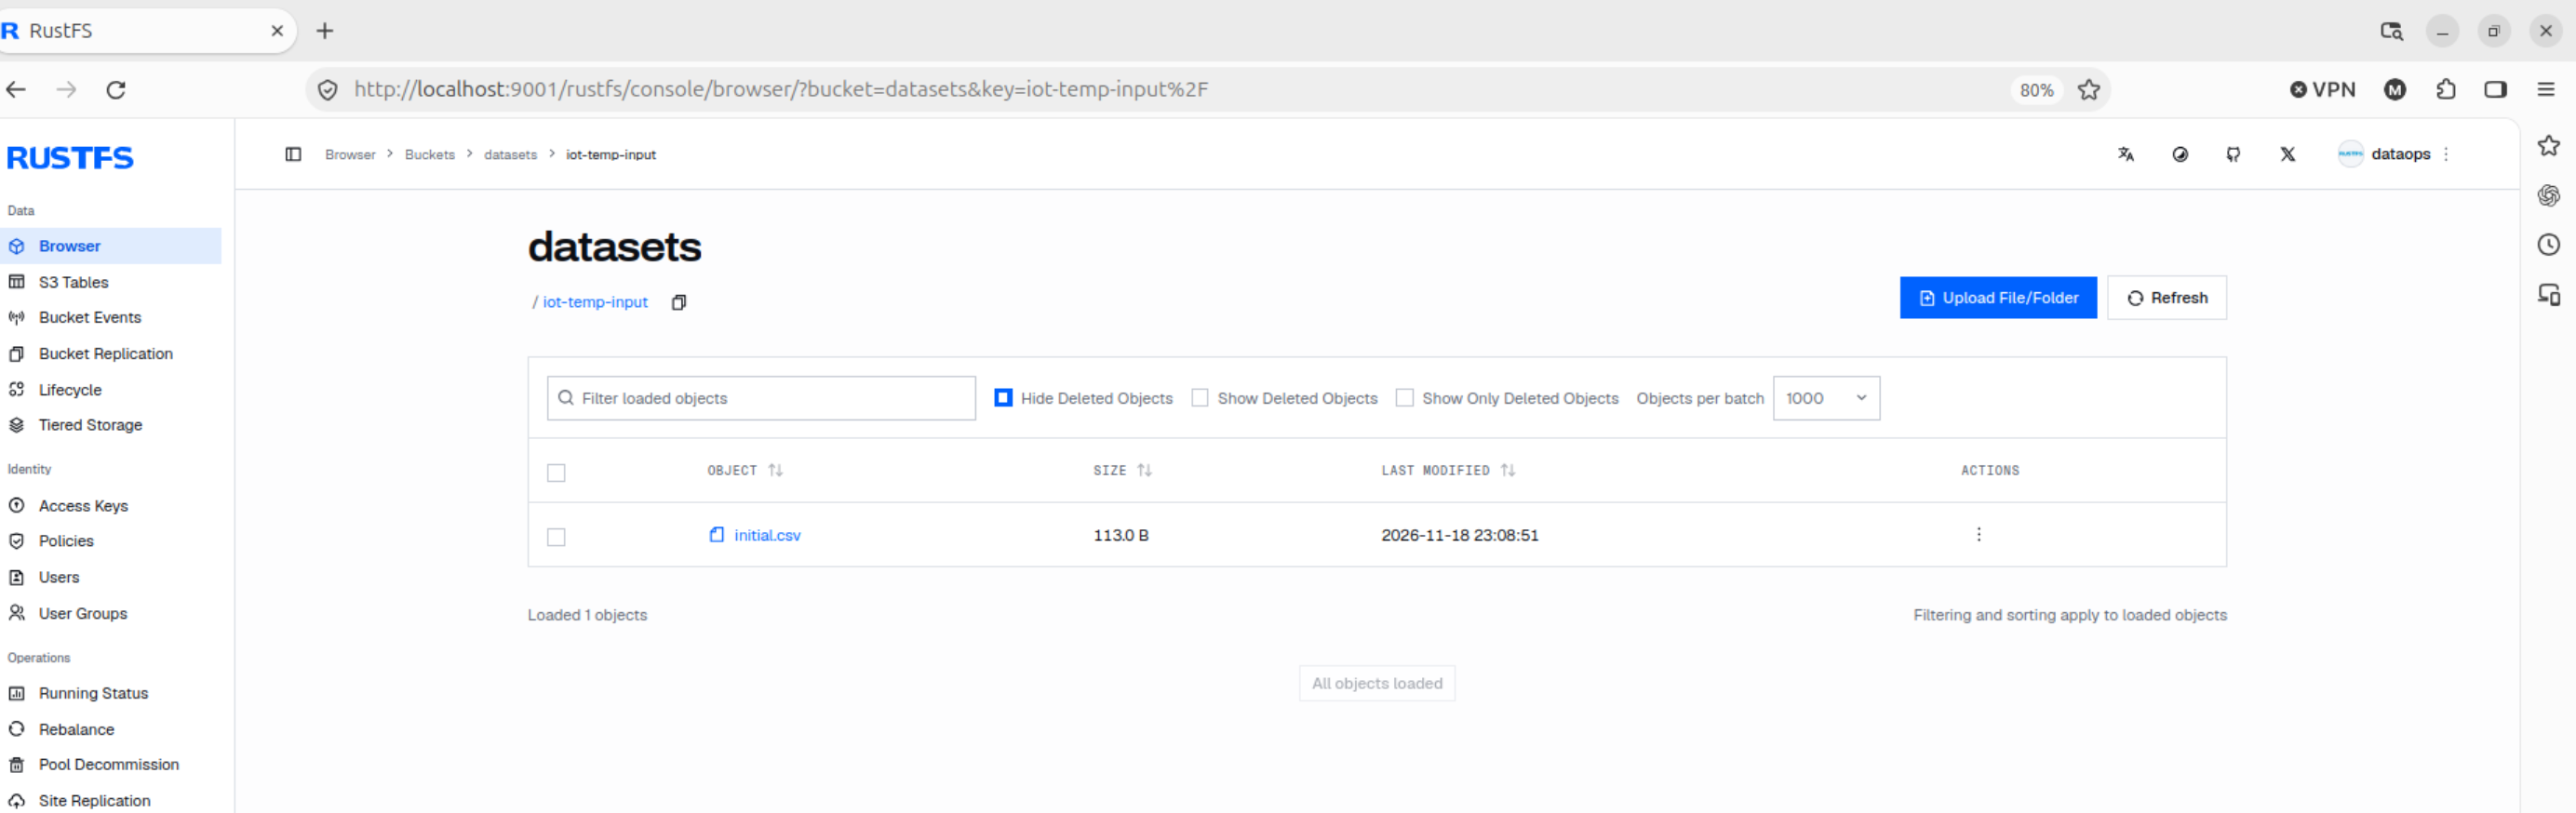 RustFS
http://localhost:9001/rustfs/console/browser/?bucket=datasets&key=iot-temp-input%2F
80%
VPN
M
RUSTFS
Browser > Buckets > datasets > iot-temp-input
dataops
Data
Browser
S3 Tables
Bucket Events
Bucket Replication
Lifecycle
Tiered Storage
Identity
Access Keys
Policies
Users
User Groups
Operations
Running Status
Rebalance
Pool Decommission
Site Replication
datasets
/ iot-temp-input
Upload File/Folder
Refresh
Filter loaded objects
Hide Deleted Objects
Show Deleted Objects
Show Only Deleted Objects
Objects per batch
1000
OBJECT SIZE LAST MODIFIED ACTIONS
initial.csv 113.0 B 2026-11-18 23:08:51
Loaded 1 objects
Filtering and sorting apply to loaded objects
All objects loaded